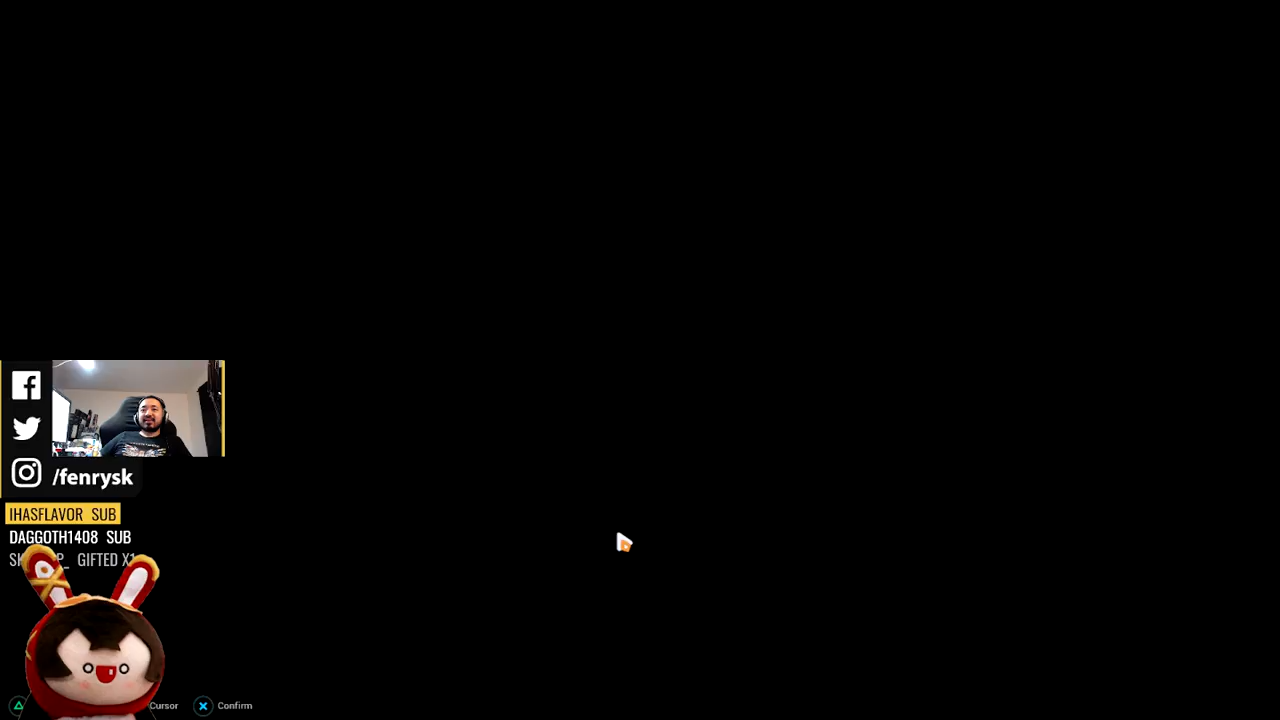 /fenrysk
IHASFLAVOR SUB
DAGGOTH1408 SUB
GIFTED X1
Cursor
Confirm